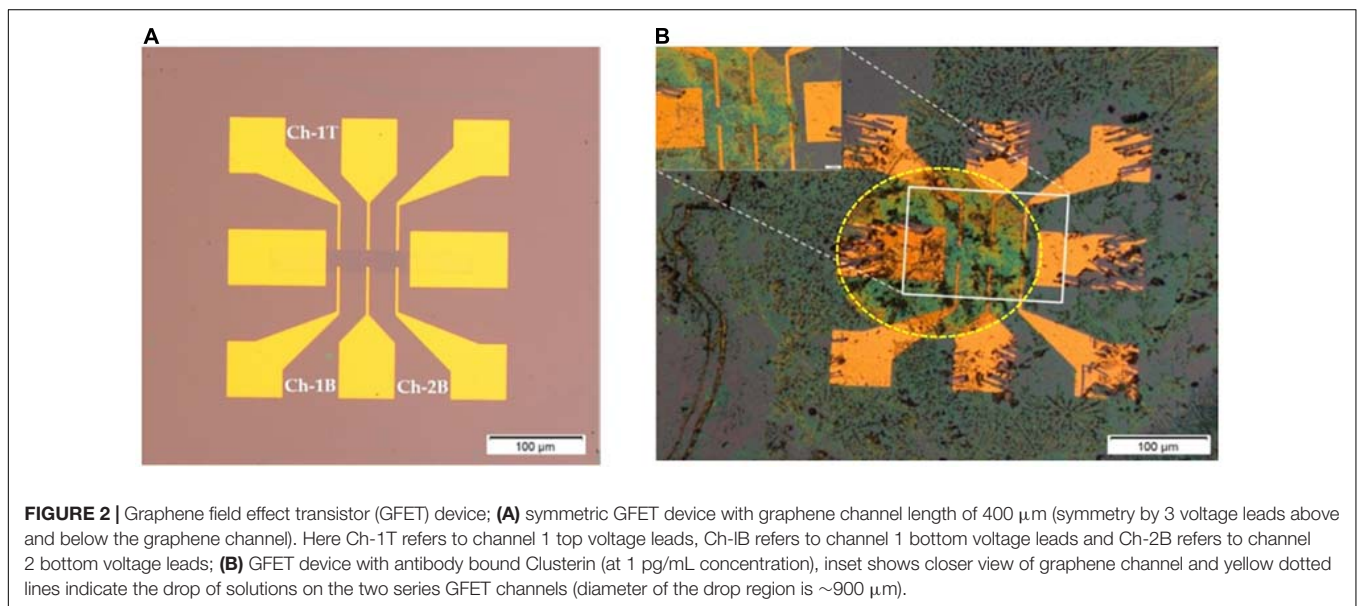 A
B
Ch-1T
Ch-1B
Ch-2B
100 μm
100 μm
FIGURE 2 | Graphene field effect transistor (GFET) device; (A) symmetric GFET device with graphene channel length of 400 μm (symmetry by 3 voltage leads above
and below the graphene channel). Here Ch-1T refers to channel 1 top voltage leads, Ch-IB refers to channel 1 bottom voltage leads and Ch-2B refers to channel
2 bottom voltage leads; (B) GFET device with antibody bound Clusterin (at 1 pg/mL concentration), inset shows closer view of graphene channel and yellow dotted
lines indicate the drop of solutions on the two series GFET channels (diameter of the drop region is ~900 μm).